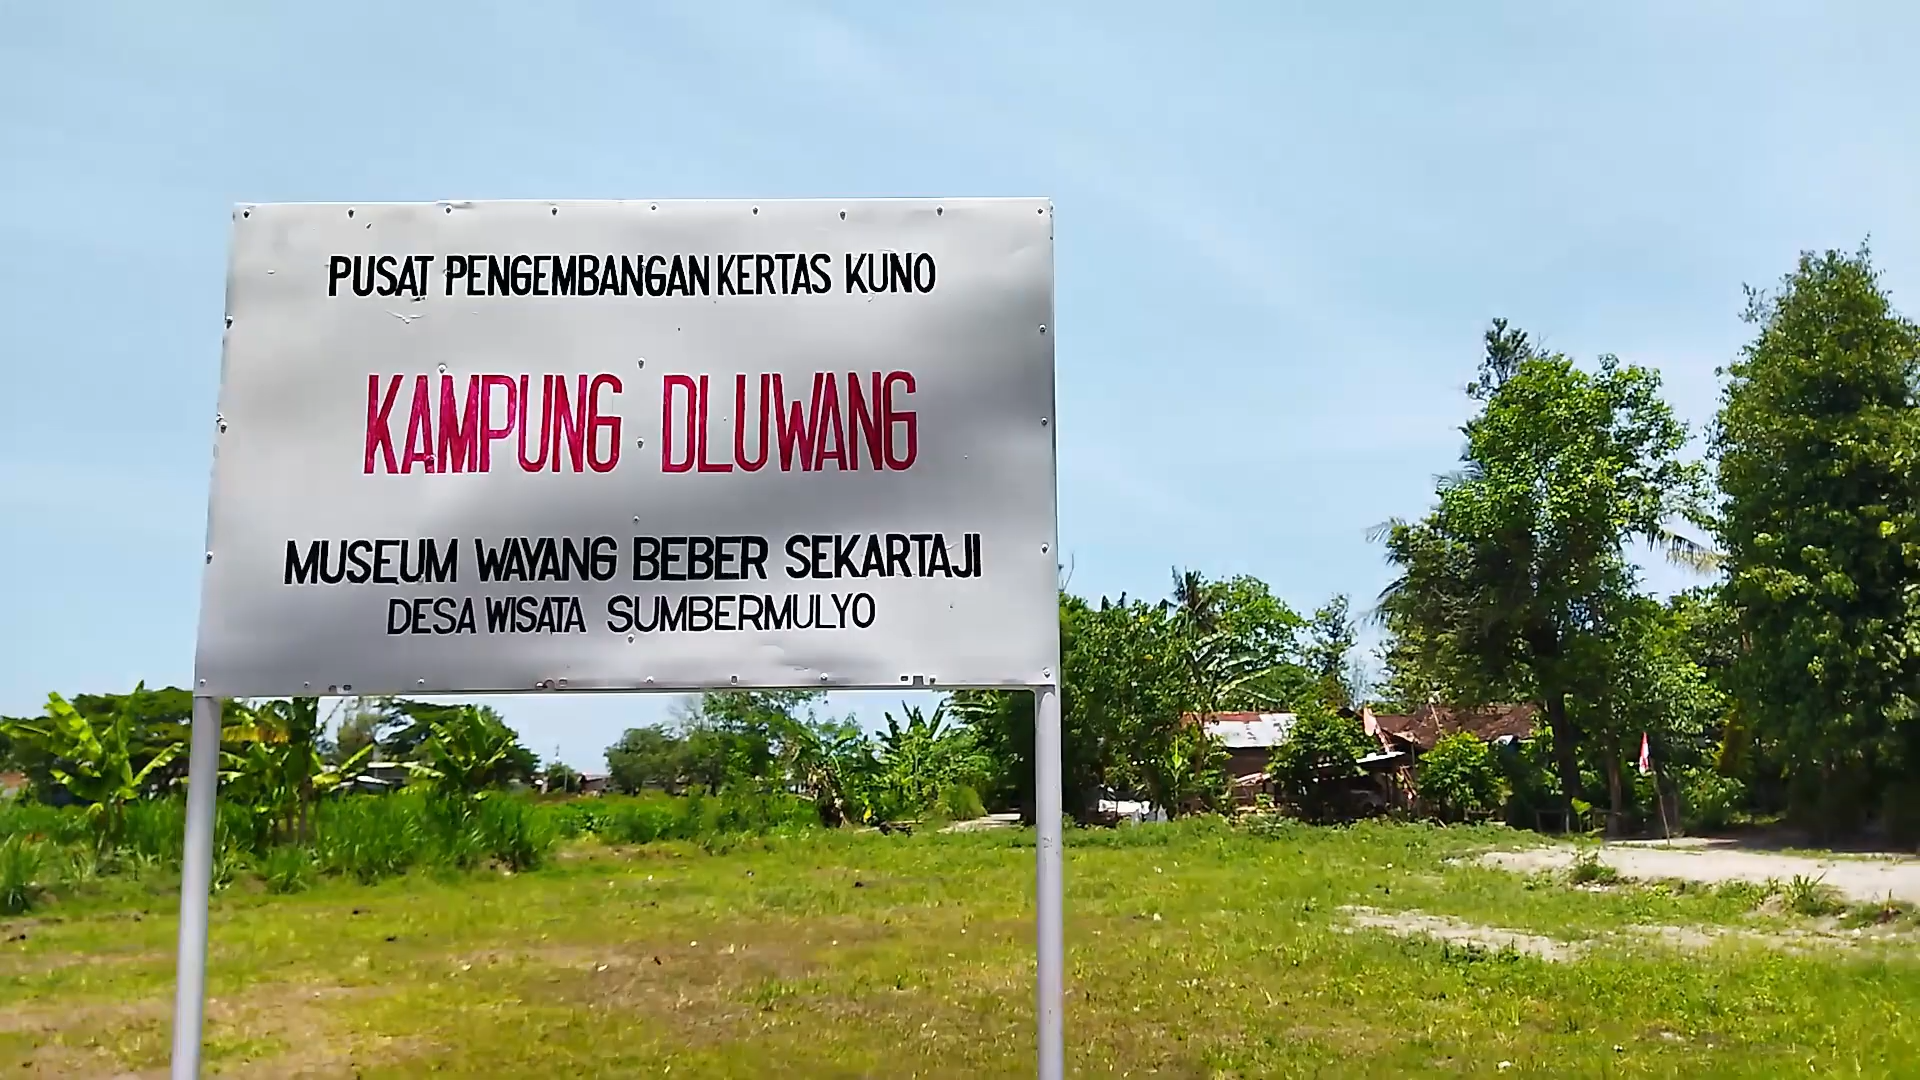 PUSAT PENGEMBANGAN KERTAS KUNO
KAMPUNG DLUWANG
MUSEUM WAYANG BEBER SEKARTAJI
DESA WISATA SUMBERMULYO